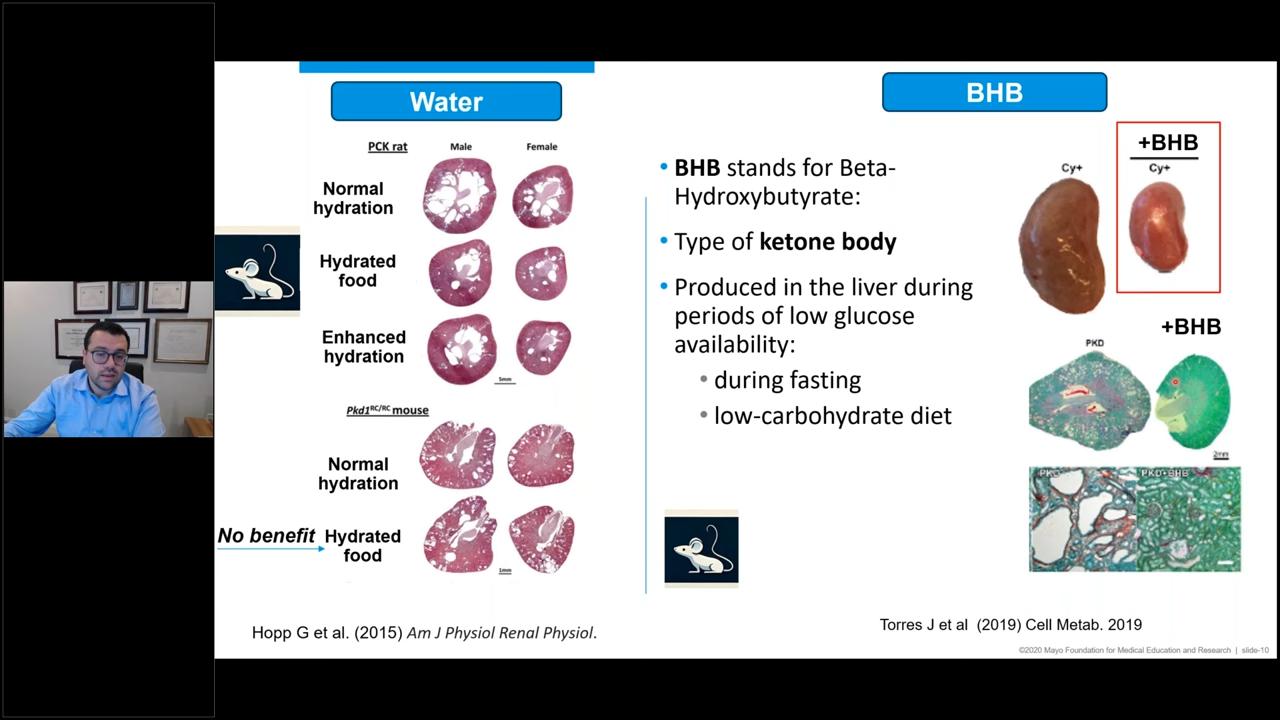 Water
PCK rat
Male
Female
Normal
hydration
Hydrated
food
Enhanced
hydration
5mm
Pkd1RC/RC mouse
Normal
hydration
No benefit
Hydrated
food
1mm
Hopp G et al. (2015) Am J Physiol Renal Physiol.
BHB
• BHB stands for Beta-
Hydroxybutyrate:
• Type of ketone body
• Produced in the liver during
periods of low glucose
availability:
• during fasting
• low-carbohydrate diet
Cy+
+BHB
Cy+
+BHB
PKD
2mm
PKD
PKD+BHB
Torres J et al (2019) Cell Metab. 2019
©2020 Mayo Foundation for Medical Education and Research | slide-10